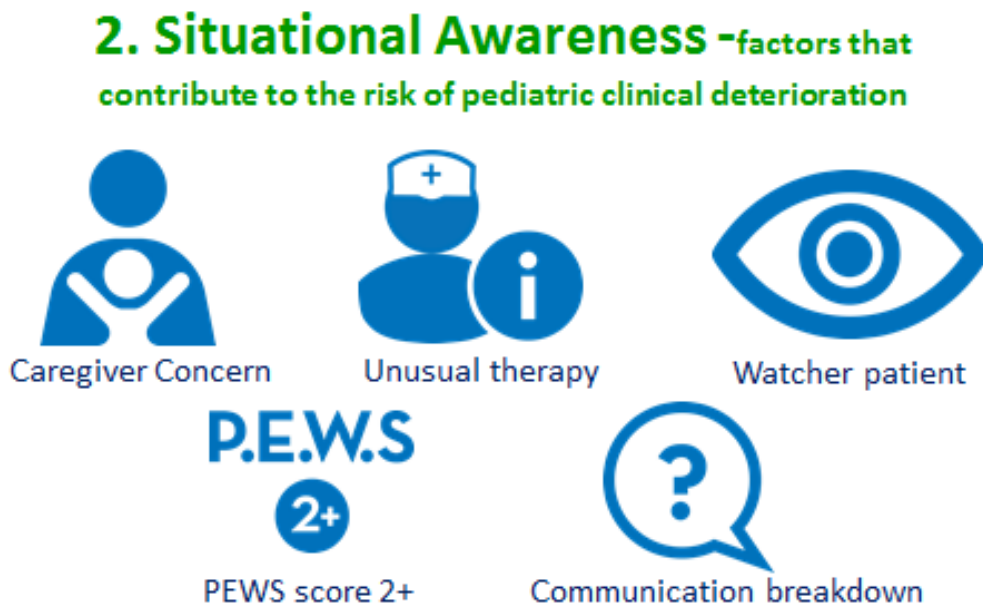 2. Situational Awareness -factors that
contribute to the risk of pediatric clinical deterioration
i
Caregiver Concern
Unusual therapy
Watcher patient
P.E.W.S
2+
?
PEWS score 2+
Communication breakdown